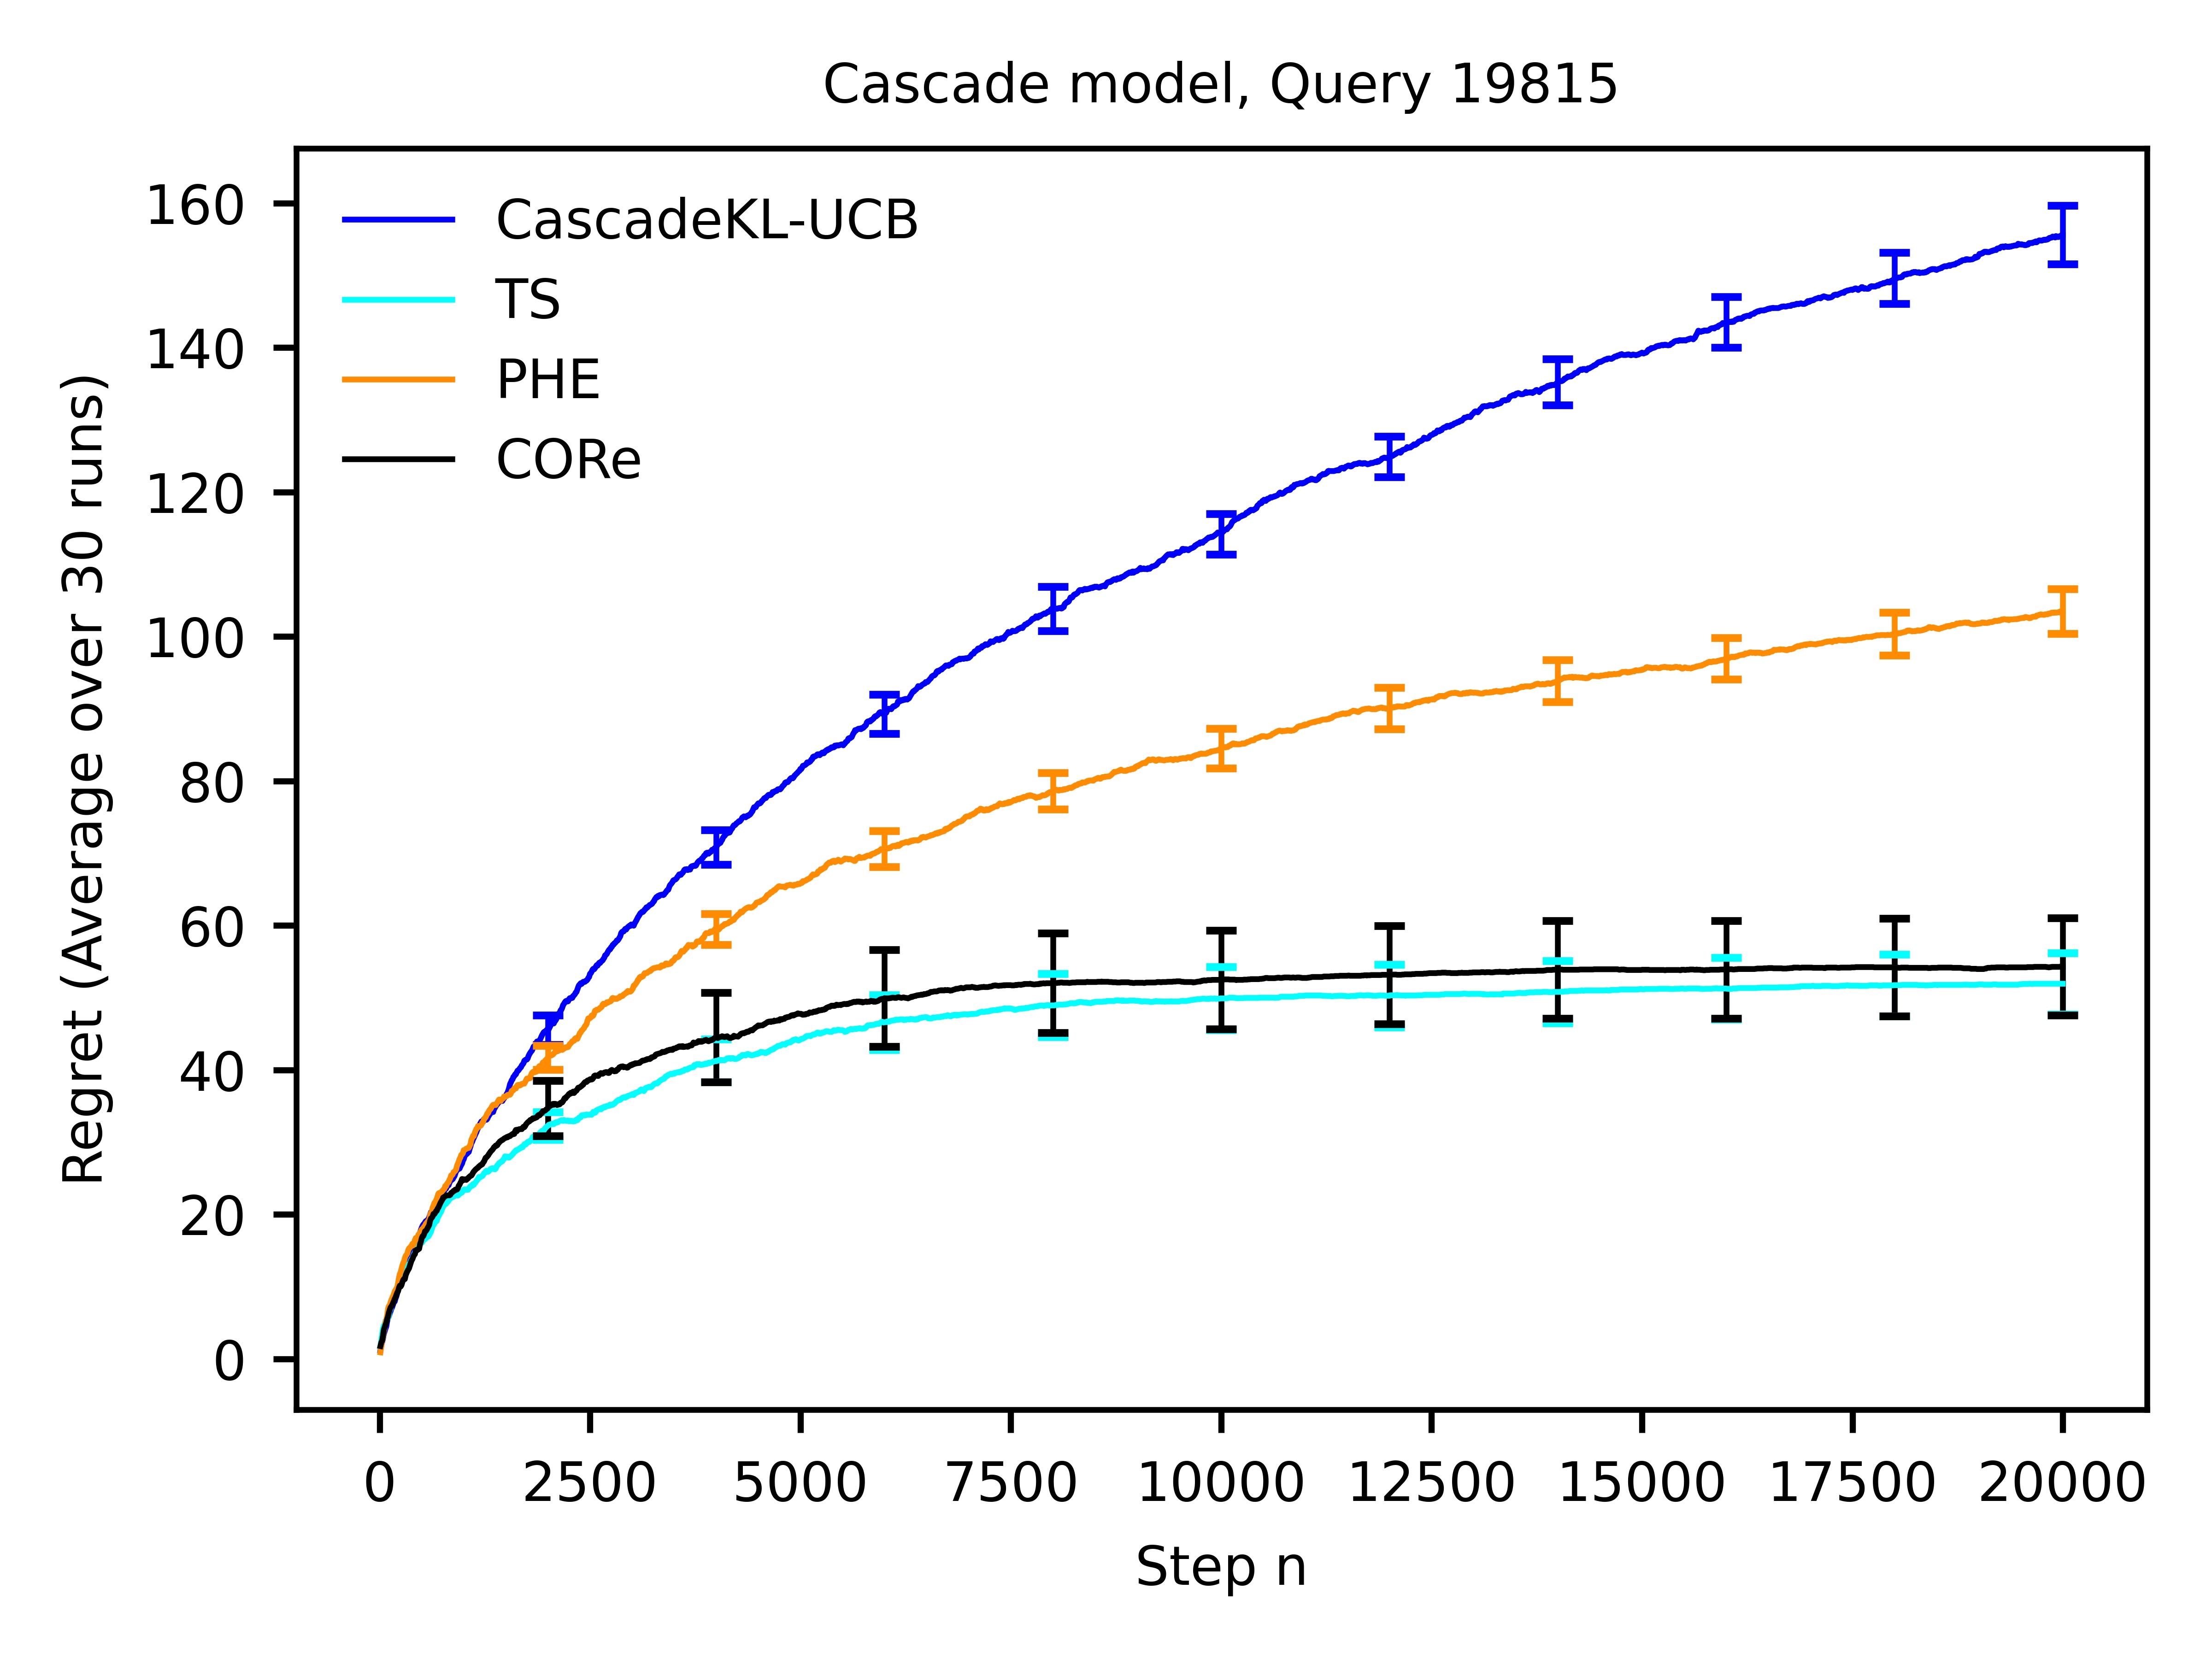 Cascade model, Query 19815
Regret (Average over 30 runs)
160
140
120
100
80
60
40
20
0
CascadeKL-UCB
TS
PHE
CORe
0 2500 5000 7500 10000 12500 15000 17500 20000
Step n